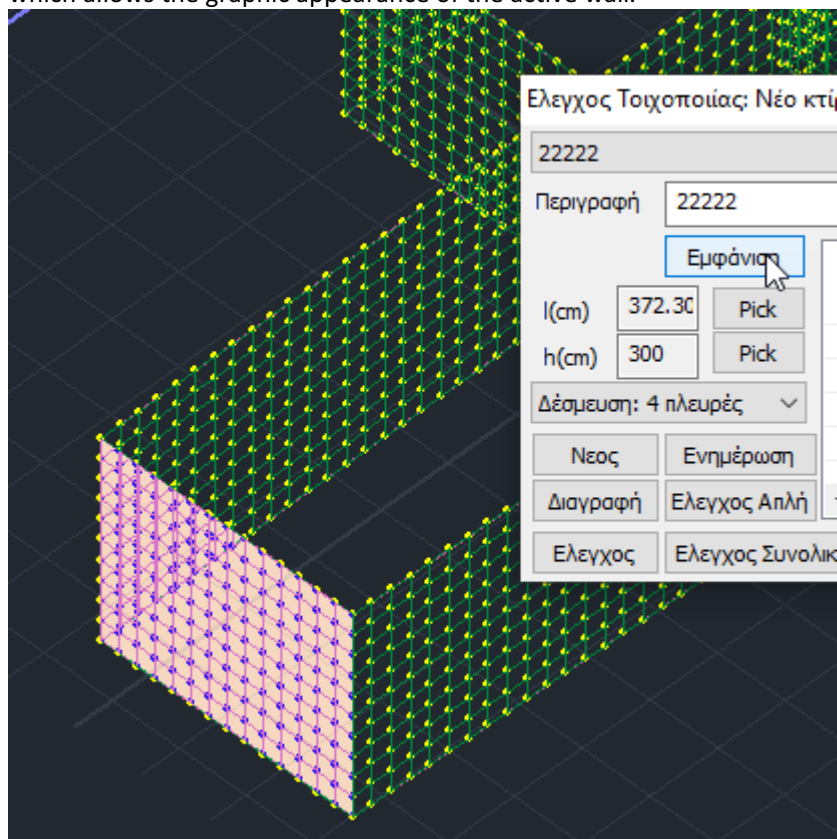 which allows the graphic appearance of the active wall.
Ελεγχος Τοιχοποιίας: Νέο κτίρ
22222
Περιγραφή 22222
Εμφάνιση
l(cm) 372.30 Pick
h(cm) 300 Pick
Δέσμευση: 4 πλευρές
Νεος Ενημέρωση
Διαγραφή Ελεγχος Απλή
Ελεγχος Ελεγχος Συνολικ